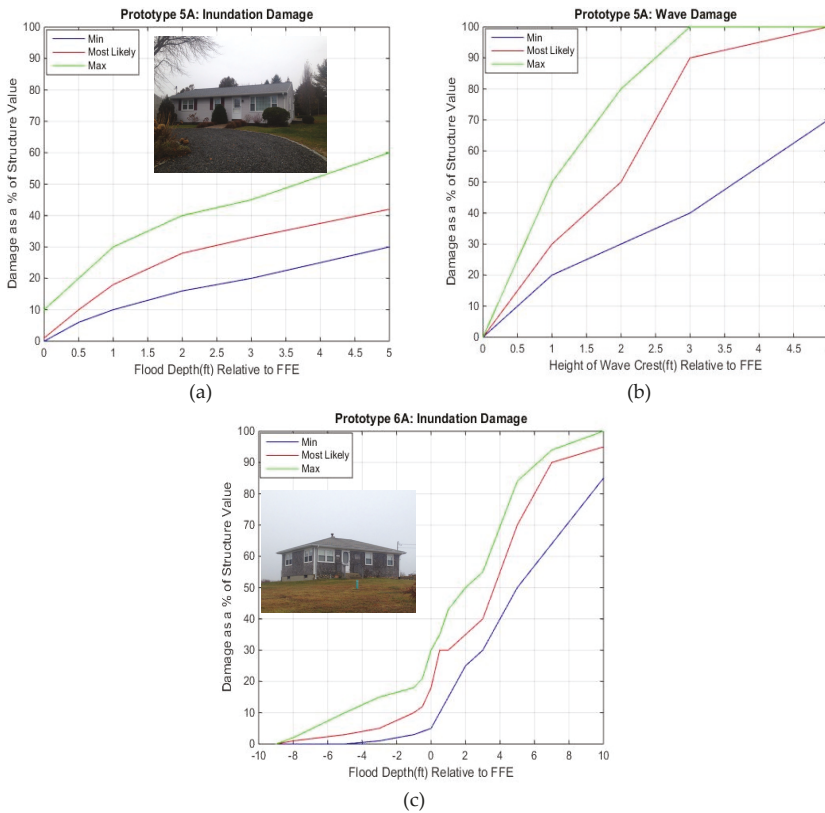 Prototype 5A: Inundation Damage
Min
Most Likely
Max
Damage as a % of Structure Value
100
90
80
70
60
50
40
30
20
10
0
0 0.5 1 1.5 2 2.5 3 3.5 4 4.5 5
Flood Depth(ft) Relative to FFE
(a)
Prototype 5A: Wave Damage
Min
Most Likely
Max
Damage as a % of Structure Value
100
90
80
70
60
50
40
30
20
10
0
0 0.5 1 1.5 2 2.5 3 3.5 4 4.5
Height of Wave Crest(ft) Relative to FFE
(b)
Prototype 6A: Inundation Damage
Min
Most Likely
Max
Damage as a % of Structure Value
100
90
80
70
60
50
40
30
20
10
0
-10 -8 -6 -4 -2 0 2 4 6 8 10
Flood Depth(ft) Relative to FFE
(c)